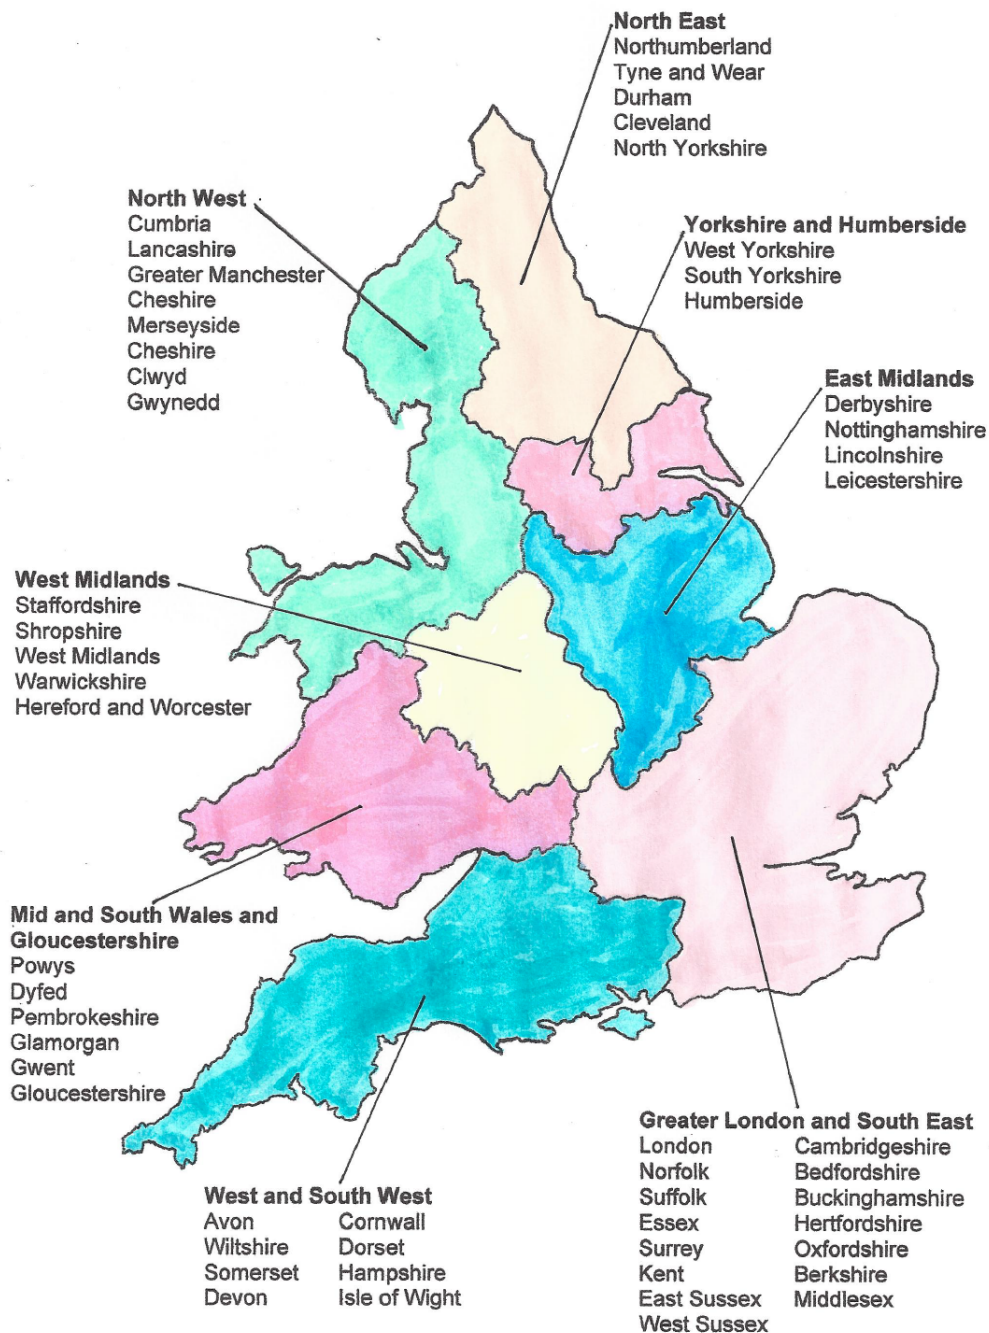 North East
Northumberland
Tyne and Wear
Durham
Cleveland
North Yorkshire
North West
Cumbria
Lancashire
Greater Manchester
Cheshire
Merseyside
Cheshire
Clwyd
Gwynedd
Yorkshire and Humberside
West Yorkshire
South Yorkshire
Humberside
East Midlands
Derbyshire
Nottinghamshire
Lincolnshire
Leicestershire
West Midlands
Staffordshire
Shropshire
West Midlands
Warwickshire
Hereford and Worcester
Mid and South Wales and
Gloucestershire
Powys
Dyfed
Pembrokeshire
Glamorgan
Gwent
Gloucestershire
West and South West
Avon
Wiltshire
Somerset
Devon
Cornwall
Dorset
Hampshire
Isle of Wight
Greater London and South East
London
Norfolk
Suffolk
Essex
Surrey
Kent
East Sussex
West Sussex
Cambridgeshire
Bedfordshire
Buckinghamshire
Hertfordshire
Oxfordshire
Berkshire
Middlesex